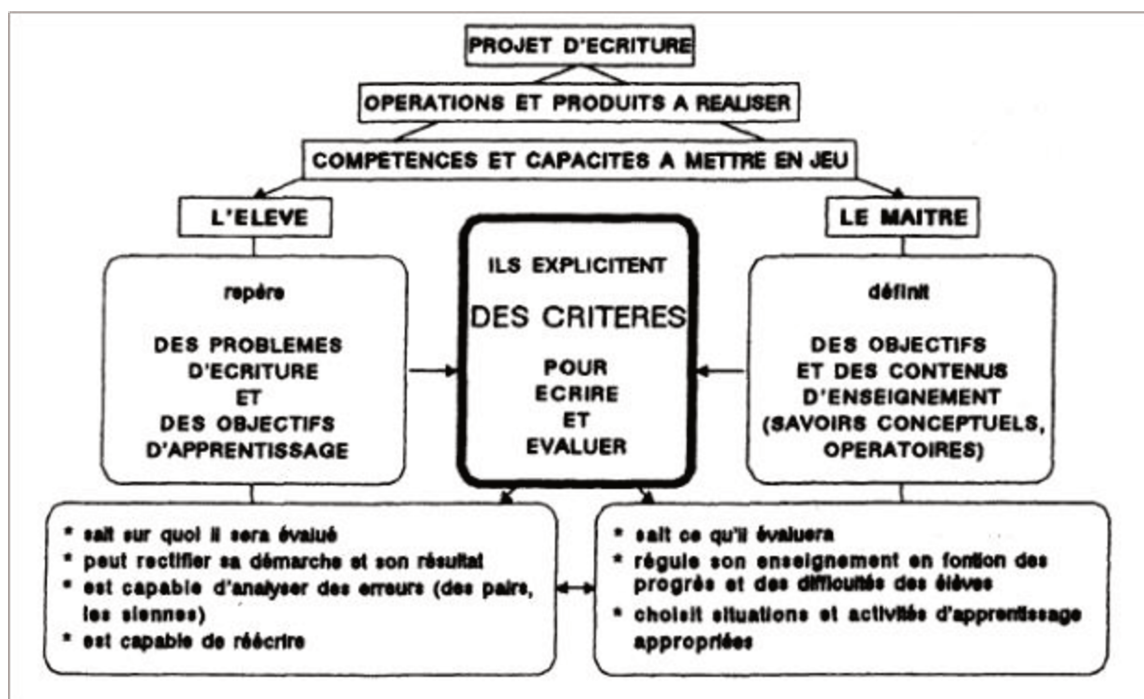 PROJET D'ECRITURE
OPERATIONS ET PRODUITS A REALISER
COMPETENCES ET CAPACITES A METTRE EN JEU
L'ELEVE
LE MAITRE
repère
DES PROBLEMES
D'ECRITURE
ET
DES OBJECTIFS
D'APPRENTISSAGE
ILS EXPLICITENT
DES CRITERES
POUR
ECRIRE
ET
EVALUER
définit
DES OBJECTIFS
ET DES CONTENUS
D'ENSEIGNEMENT
(SAVOIRS CONCEPTUELS,
OPERATOIRES)
* sait sur quoi il sera évalué
* peut rectifier sa démarche et son résultat
* est capable d'analyser des erreurs (des pairs,
les siennes)
* est capable de réécrire
* sait ce qu'il évaluera
* régule son enseignement en fontion des
progrès et des difficultés des élèves
* choisit situations et activités d'apprentissage
appropriées